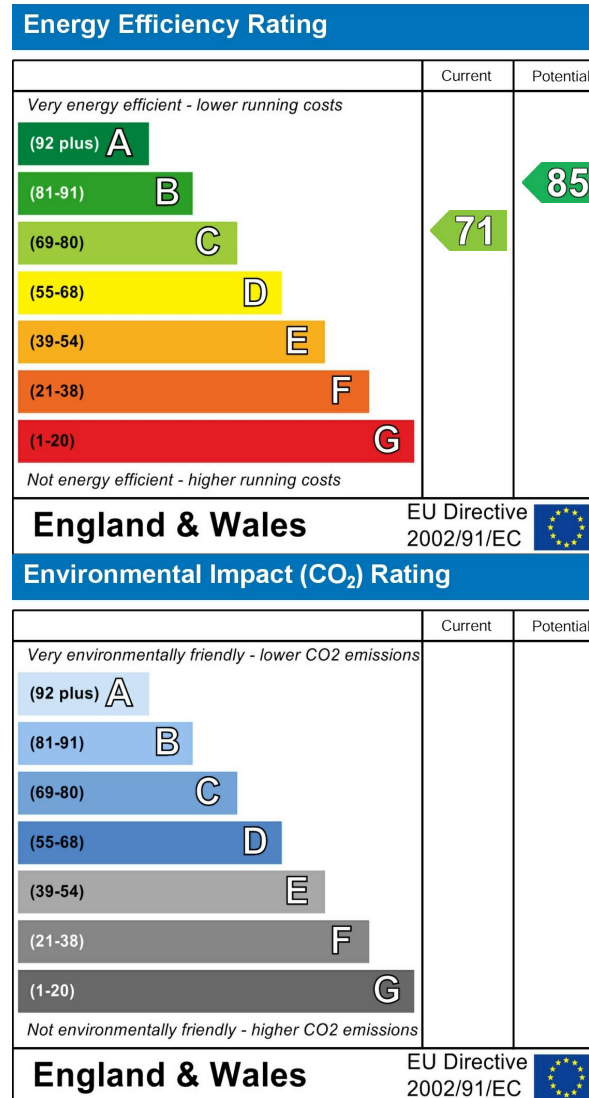 Energy Efficiency Rating
Current Potential
Very energy efficient - lower running costs
(92 plus) A
(81-91) B
(69-80) C
(55-68) D
(39-54) E
(21-38) F
(1-20) G
71
85
Not energy efficient - higher running costs
England & Wales
EU Directive
2002/91/EC
Environmental Impact (CO₂) Rating
Current Potential
Very environmentally friendly - lower CO2 emissions
(92 plus) A
(81-91) B
(69-80) C
(55-68) D
(39-54) E
(21-38) F
(1-20) G
Not environmentally friendly - higher CO2 emissions
England & Wales
EU Directive
2002/91/EC